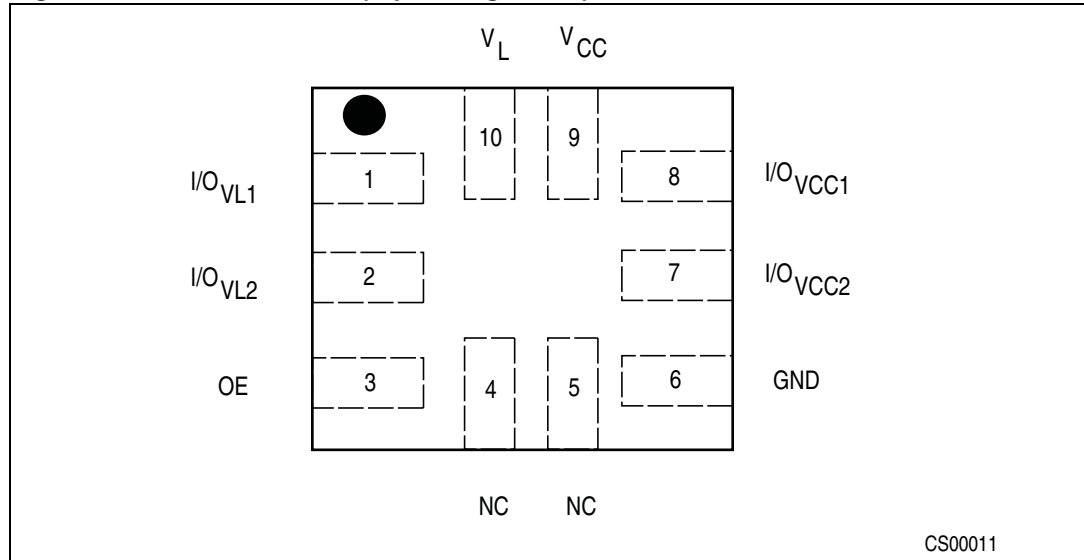 V_L V_CC
10 9
I/O_VL1 1 8 I/O_VCC1
I/O_VL2 2 7 I/O_VCC2
OE 3 4 5 6 GND
NC NC
CS00011